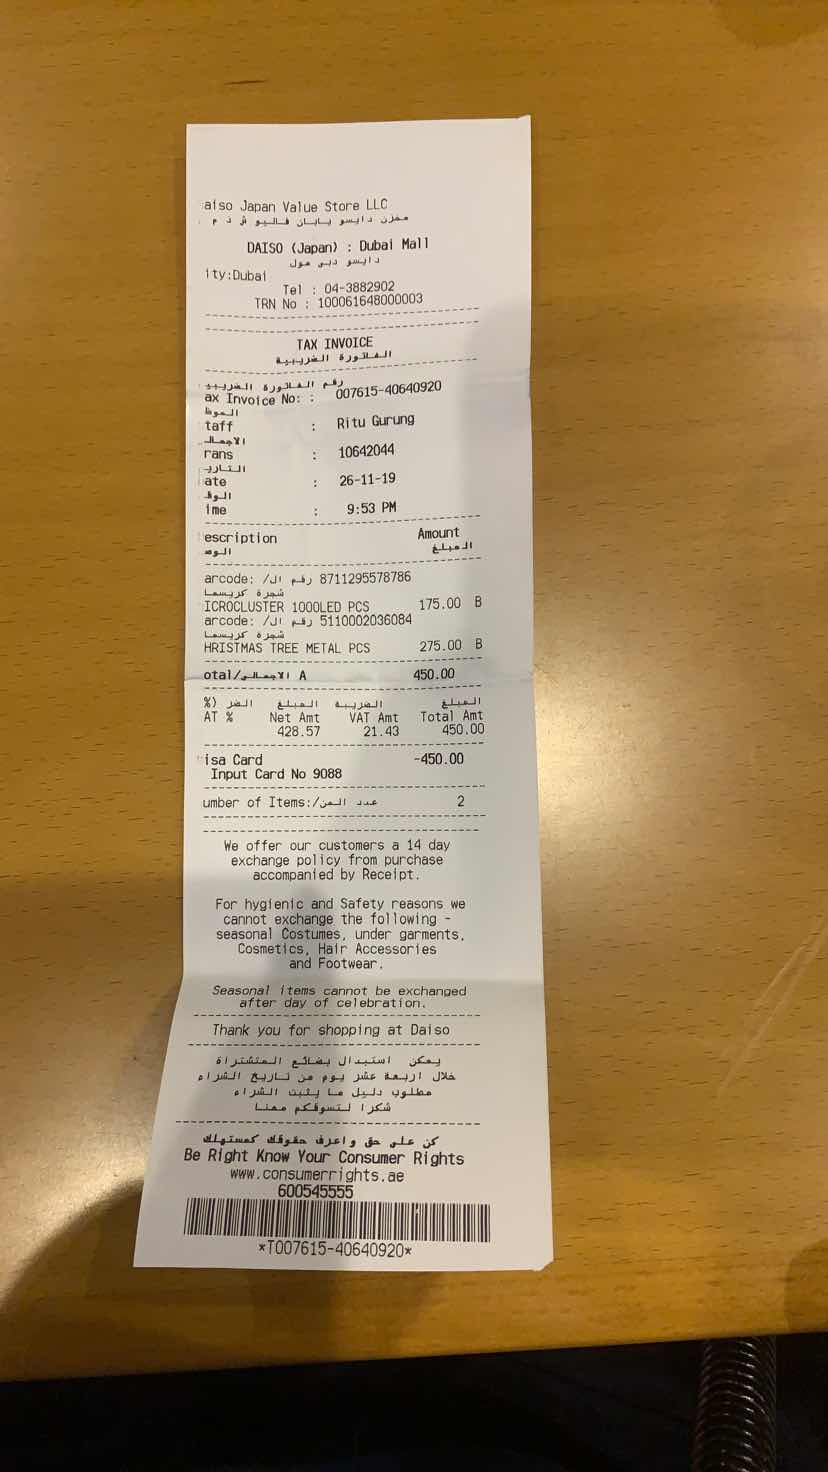 aiso Japan Value Store LLC
مخزن دايسو يابان فاليو ش ذ م
DAISO (Japan) : Dubai Mall
دايسو دبى مول
ity:Dubai
Tel : 04-3882902
TRN No : 100061648000003
TAX INVOICE
الفاتورة الضريبية
رقم الفاتورة الضريبي
ax Invoice No: : 007615-40640920
الموظ
taff : Ritu Gurung
الاجمال
rans : 10642044
التاري
ate : 26-11-19
الوق
ime : 9:53 PM
escription Amount
الوص المبلغ
arcode: /رقم ال 8711295578786
شجرة كريسما
ICROCLUSTER 1000LED PCS 175.00 B
arcode: /رقم ال 5110002036084
شجرة كريسما
HRISTMAS TREE METAL PCS 275.00 B
otal/الاجمالى A 450.00
%) الضر المبلغ الضريبة المبلغ
AT % Net Amt VAT Amt Total Amt
428.57 21.43 450.00
isa Card -450.00
Input Card No 9088
umber of Items:/عدد المن 2
We offer our customers a 14 day
exchange policy from purchase
accompanied by Receipt.
For hygienic and Safety reasons we
cannot exchange the following -
seasonal Costumes, under garments,
Cosmetics, Hair Accessories
and Footwear.
Seasonal items cannot be exchanged
after day of celebration.
Thank you for shopping at Daiso
يمكن استبدال بضائع المشتراة
خلال اربعة عشر يوم من تاريخ الشراء
مطلوب دليل ما يثبت الشراء
شكرا لتسوقكم معنا
كن على حق واعرف حقوقك كمستهلك
Be Right Know Your Consumer Rights
www.consumerrights.ae
600545555
*T007615-40640920*